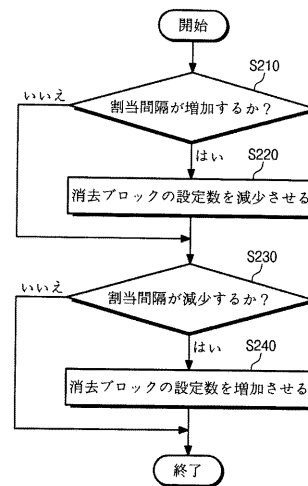 開始
S210
いいえ
割当間隔が増加するか？
はい
S220
消去ブロックの設定数を減少させる
S230
いいえ
割当間隔が減少するか？
はい
S240
消去ブロックの設定数を増加させる
終了